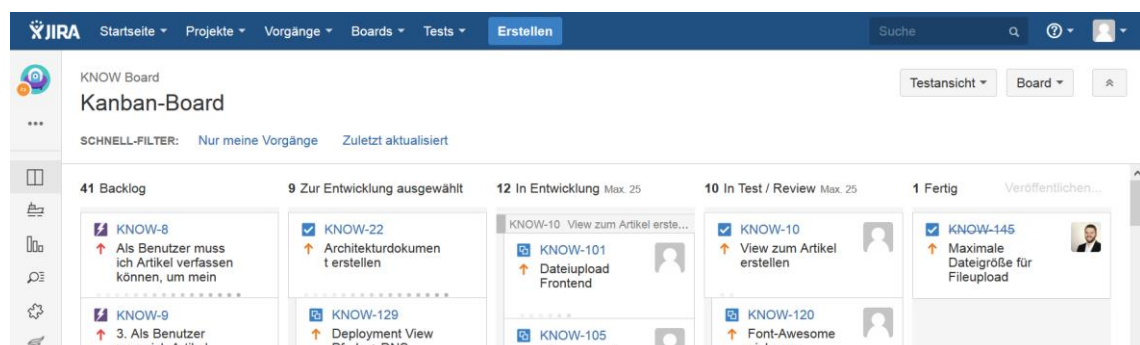 JIRA Startseite Projekte Vorgänge Boards Tests Erstellen Suche
KNOW Board
Kanban-Board
Testansicht Board
SCHNELL-FILTER: Nur meine Vorgänge Zuletzt aktualisiert
41 Backlog
KNOW-8
Als Benutzer muss
ich Artikel verfassen
können, um mein
KNOW-9
3. Als Benutzer
9 Zur Entwicklung ausgewählt
KNOW-22
Architekturdokumen
t erstellen
KNOW-129
Deployment View
12 In Entwicklung Max. 25
KNOW-10 View zum Artikel erste...
KNOW-101
Dateiupload
Frontend
KNOW-105
10 In Test / Review Max. 25
KNOW-10
View zum Artikel
erstellen
KNOW-120
Font-Awesome
1 Fertig Veröffentlichen...
KNOW-145
Maximale
Dateigröße für
Fileupload